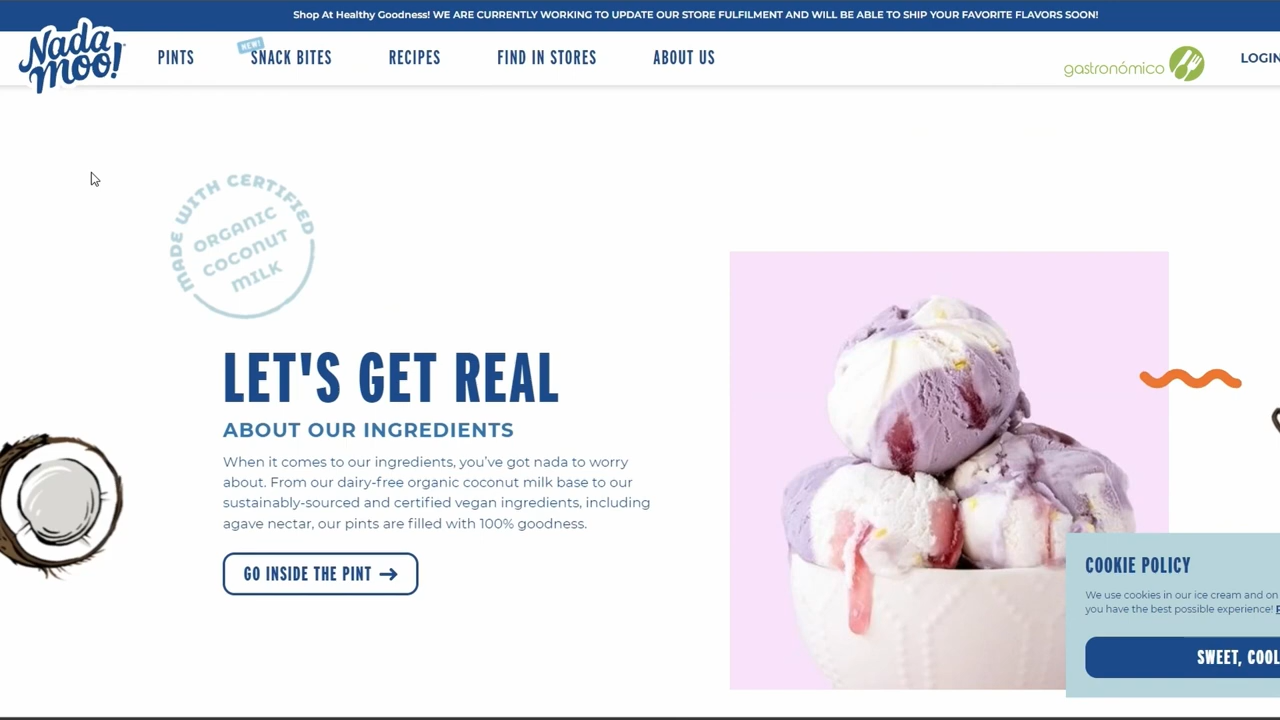 Shop At Healthy Goodness! WE ARE CURRENTLY WORKING TO UPDATE OUR STORE FULFILMENT AND WILL BE ABLE TO SHIP YOUR FAVORITE FLAVORS SOON!
Nada
moo!
PINTS
NEW!
SNACK BITES
RECIPES
FIND IN STORES
ABOUT US
gastronómico
LOGIN
MADE WITH CERTIFIED
ORGANIC
COCONUT
MILK
LET'S GET REAL
ABOUT OUR INGREDIENTS
When it comes to our ingredients, you've got nada to worry
about. From our dairy-free organic coconut milk base to our
sustainably-sourced and certified vegan ingredients, including
agave nectar, our pints are filled with 100% goodness.
GO INSIDE THE PINT
COOKIE POLICY
We use cookies in our ice cream and on
you have the best possible experience!
SWEET, COOL